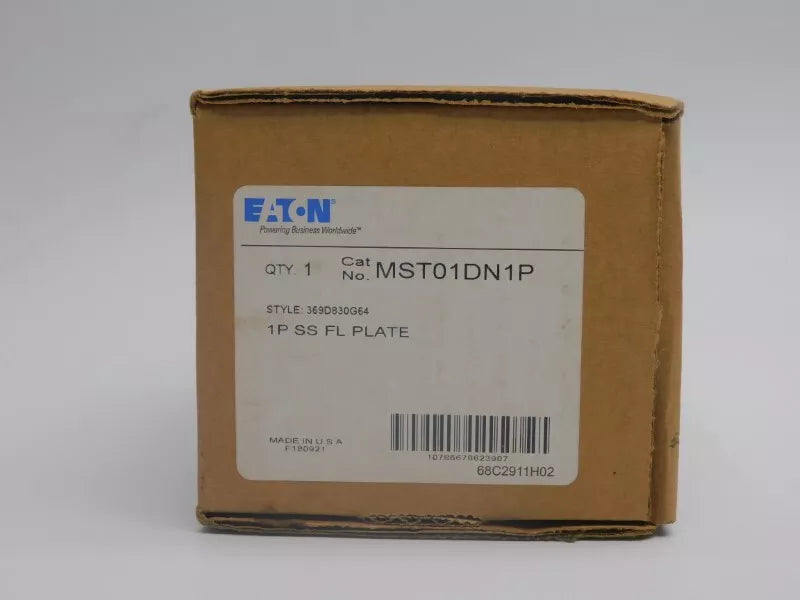 EATON®
Powering Business Worldwide™
QTY. 1 Cat No. MST01DN1P
STYLE: 369D830G64
1P SS FL PLATE
MADE IN U S A
F180921
10786678623907
68C2911H02